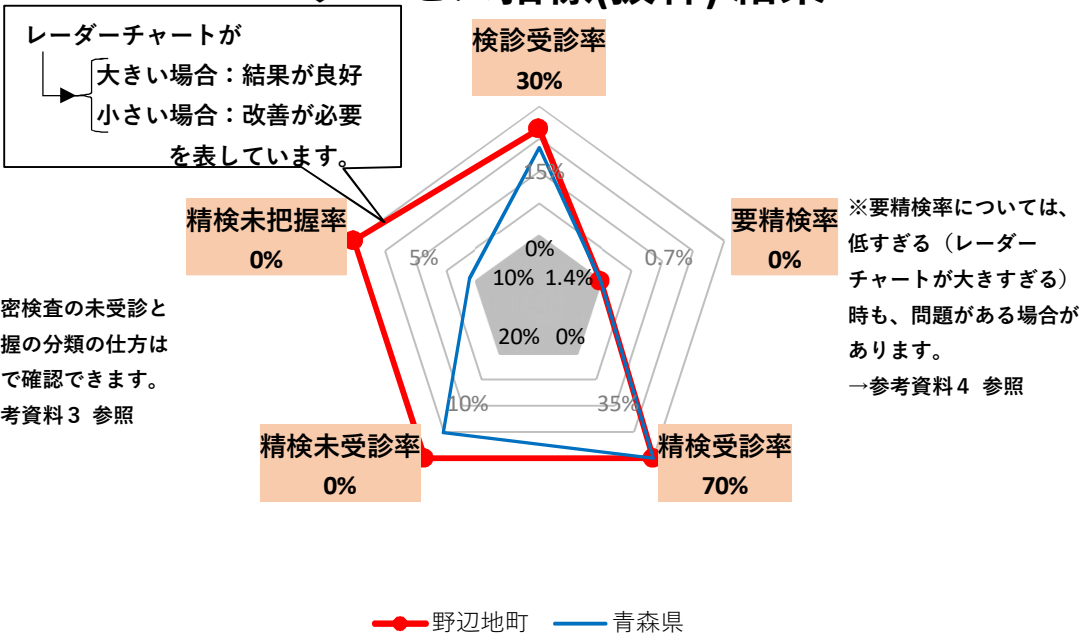 レーダーチャートが
大きい場合：結果が良好
小さい場合：改善が必要
を表しています。
検診受診率
30%
15%
0%
要精検率
0%
0.7%
1.4%
精検受診率
70%
35%
0%
精検未受診率
0%
10%
20%
精検未把握率
0%
5%
10%
※要精検率については、
低すぎる（レーダー
チャートが大きすぎる）
時も、問題がある場合が
あります。
→参考資料４ 参照
密検査の未受診と
握の分類の仕方は
で確認できます。
考資料３ 参照
野辺地町
青森県